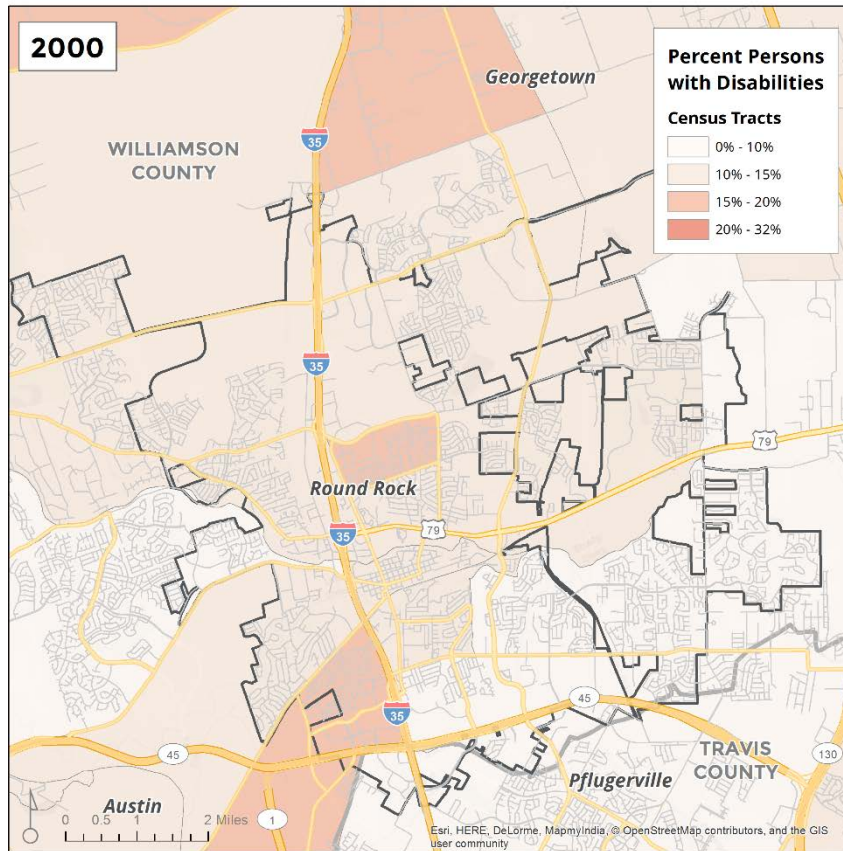 2000
Percent Persons
with Disabilities
Census Tracts
0% - 10%
10% - 15%
15% - 20%
20% - 32%
Georgetown
WILLIAMSON
COUNTY
35
35
79
Round Rock
35
79
45
35
45
TRAVIS
COUNTY
130
Pflugerville
Austin
1
0 0.5 1 2 Miles
Esri, HERE, DeLorme, MapmyIndia, © OpenStreetMap contributors, and the GIS
user community